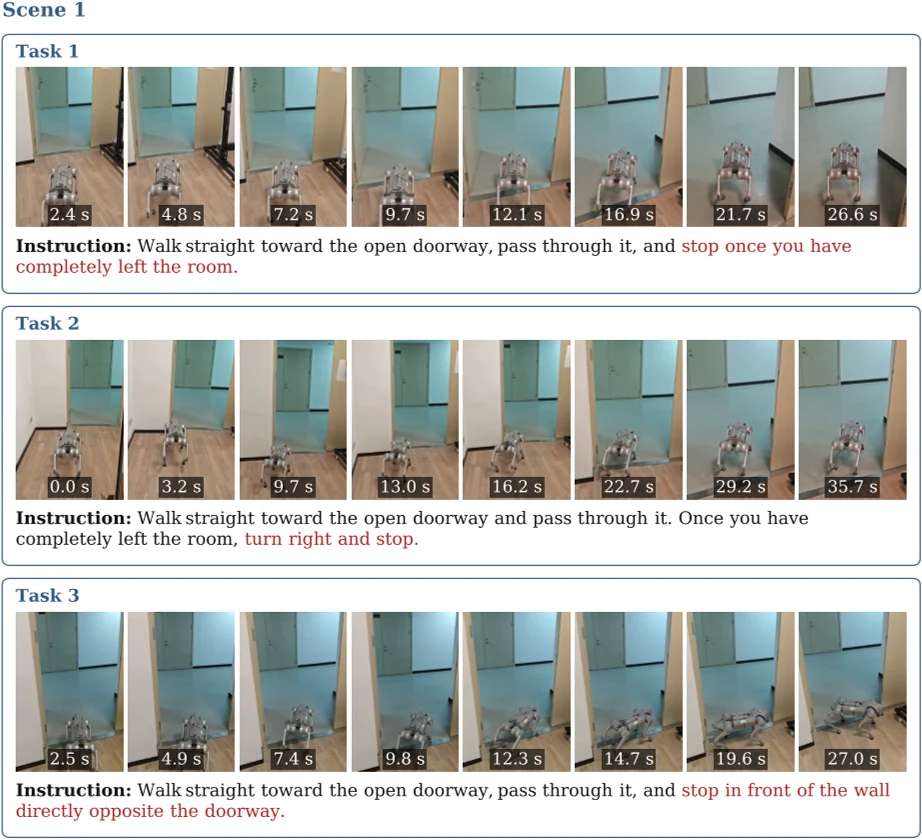 Scene 1
Task 1
2.4 s 4.8 s 7.2 s 9.7 s 12.1 s 16.9 s 21.7 s 26.6 s
Instruction: Walk straight toward the open doorway, pass through it, and stop once you have
completely left the room.
Task 2
0.0 s 3.2 s 9.7 s 13.0 s 16.2 s 22.7 s 29.2 s 35.7 s
Instruction: Walk straight toward the open doorway and pass through it. Once you have
completely left the room, turn right and stop.
Task 3
2.5 s 4.9 s 7.4 s 9.8 s 12.3 s 14.7 s 19.6 s 27.0 s
Instruction: Walk straight toward the open doorway, pass through it, and stop in front of the wall
directly opposite the doorway.